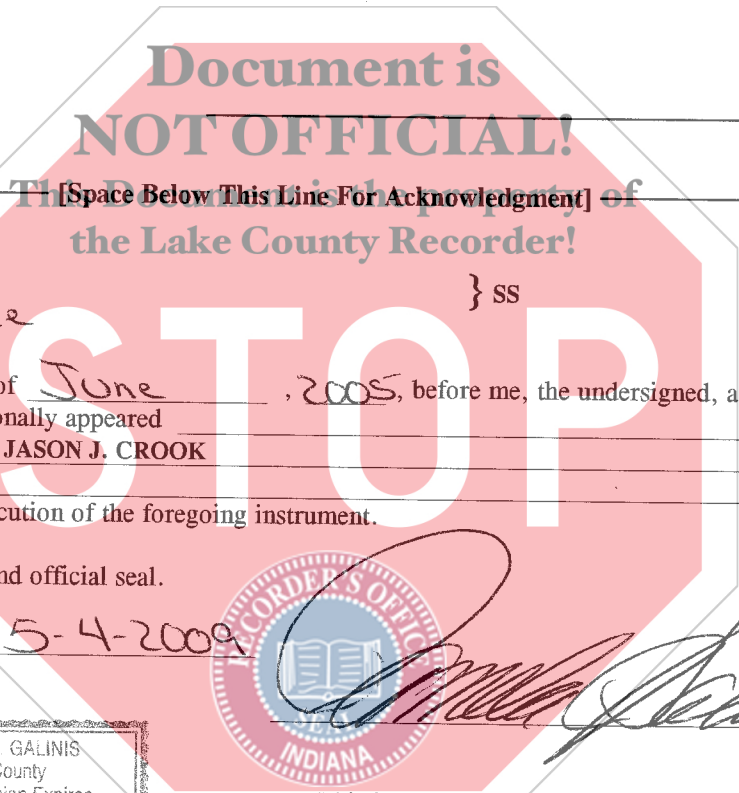 Document is
NOT OFFICIAL!
This Document is the property of
[Space Below This Line For Acknowledgment]
the Lake County Recorder!
} SS
STOP
of June , 2005, before me, the undersigned, a
onally appeared
JASON J. CROOK
cution of the foregoing instrument.
nd official seal.
5-4-2009
RECORDER'S OFFICE
SEAL
INDIANA
GALINIS
County